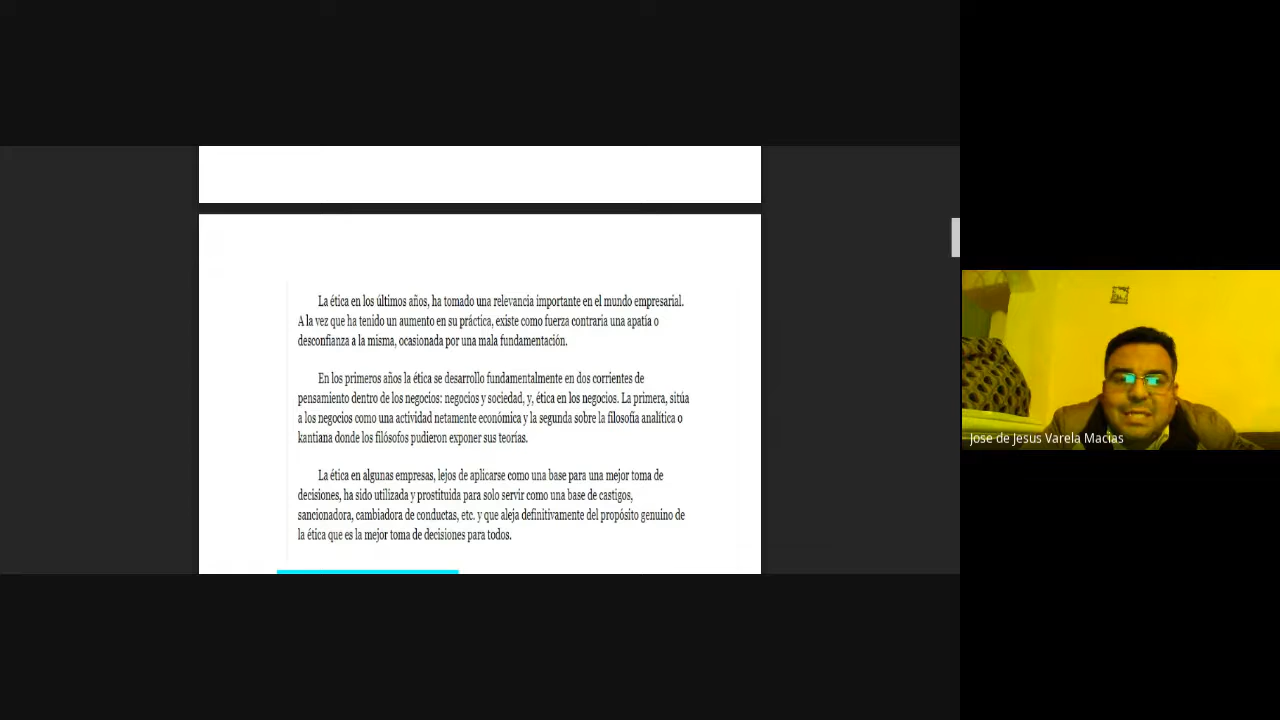 La ética en los últimos años, ha tomado una relevancia importante en el mundo empresarial.
A la vez que ha tenido un aumento en su práctica, existe como fuerza contraria una apatía o
desconfianza a la misma, ocasionada por una mala fundamentación.
En los primeros años la ética se desarrollo fundamentalmente en dos corrientes de
pensamiento dentro de los negocios: negocios y sociedad, y, ética en los negocios. La primera, sitúa
a los negocios como una actividad netamente económica y la segunda sobre la filosofía analítica o
kantiana donde los filósofos pudieron exponer sus teorías.
La ética en algunas empresas, lejos de aplicarse como una base para una mejor toma de
decisiones, ha sido utilizada y prostituida para solo servir como una base de castigos,
sancionadora, cambiadora de conductas, etc. y que aleja definitivamente del propósito genuino de
la ética que es la mejor toma de decisiones para todos.
Jose de Jesus Varela Macias